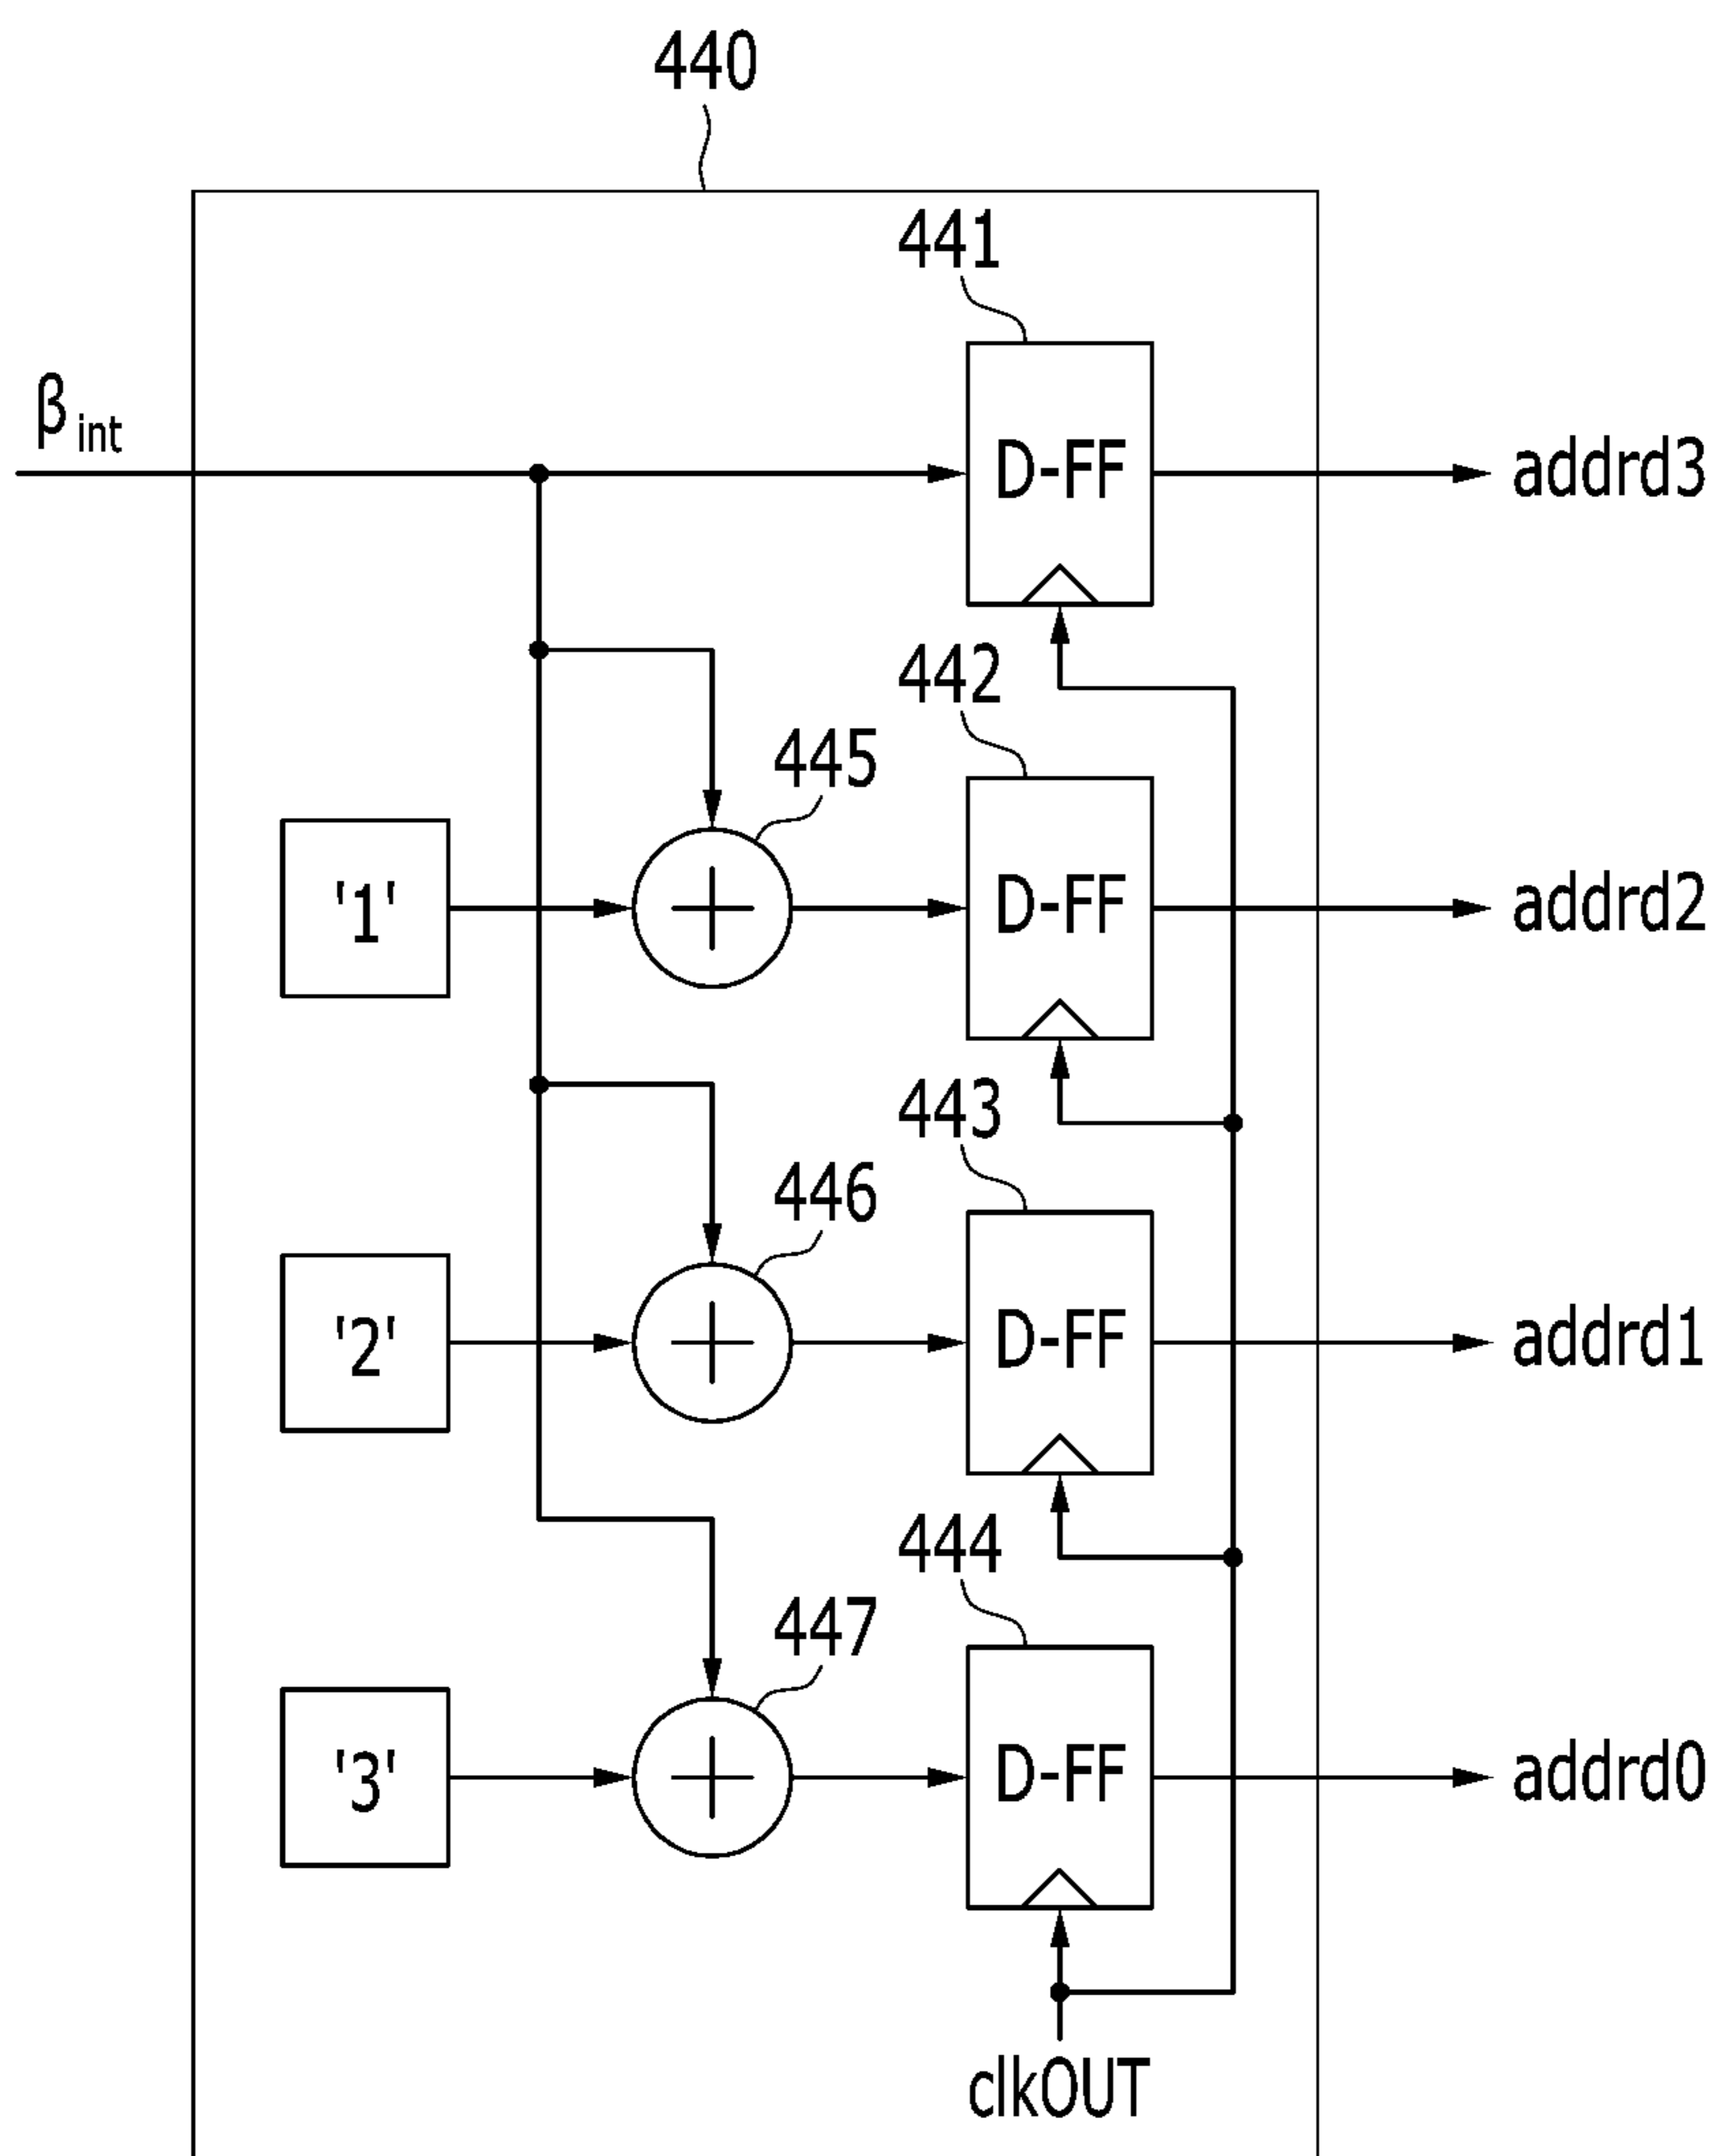 440
441
βint
D-FF
addrd3
442
445
'1'
D-FF
addrd2
443
446
'2'
D-FF
addrd1
444
447
'3'
D-FF
addrd0
clkOUT